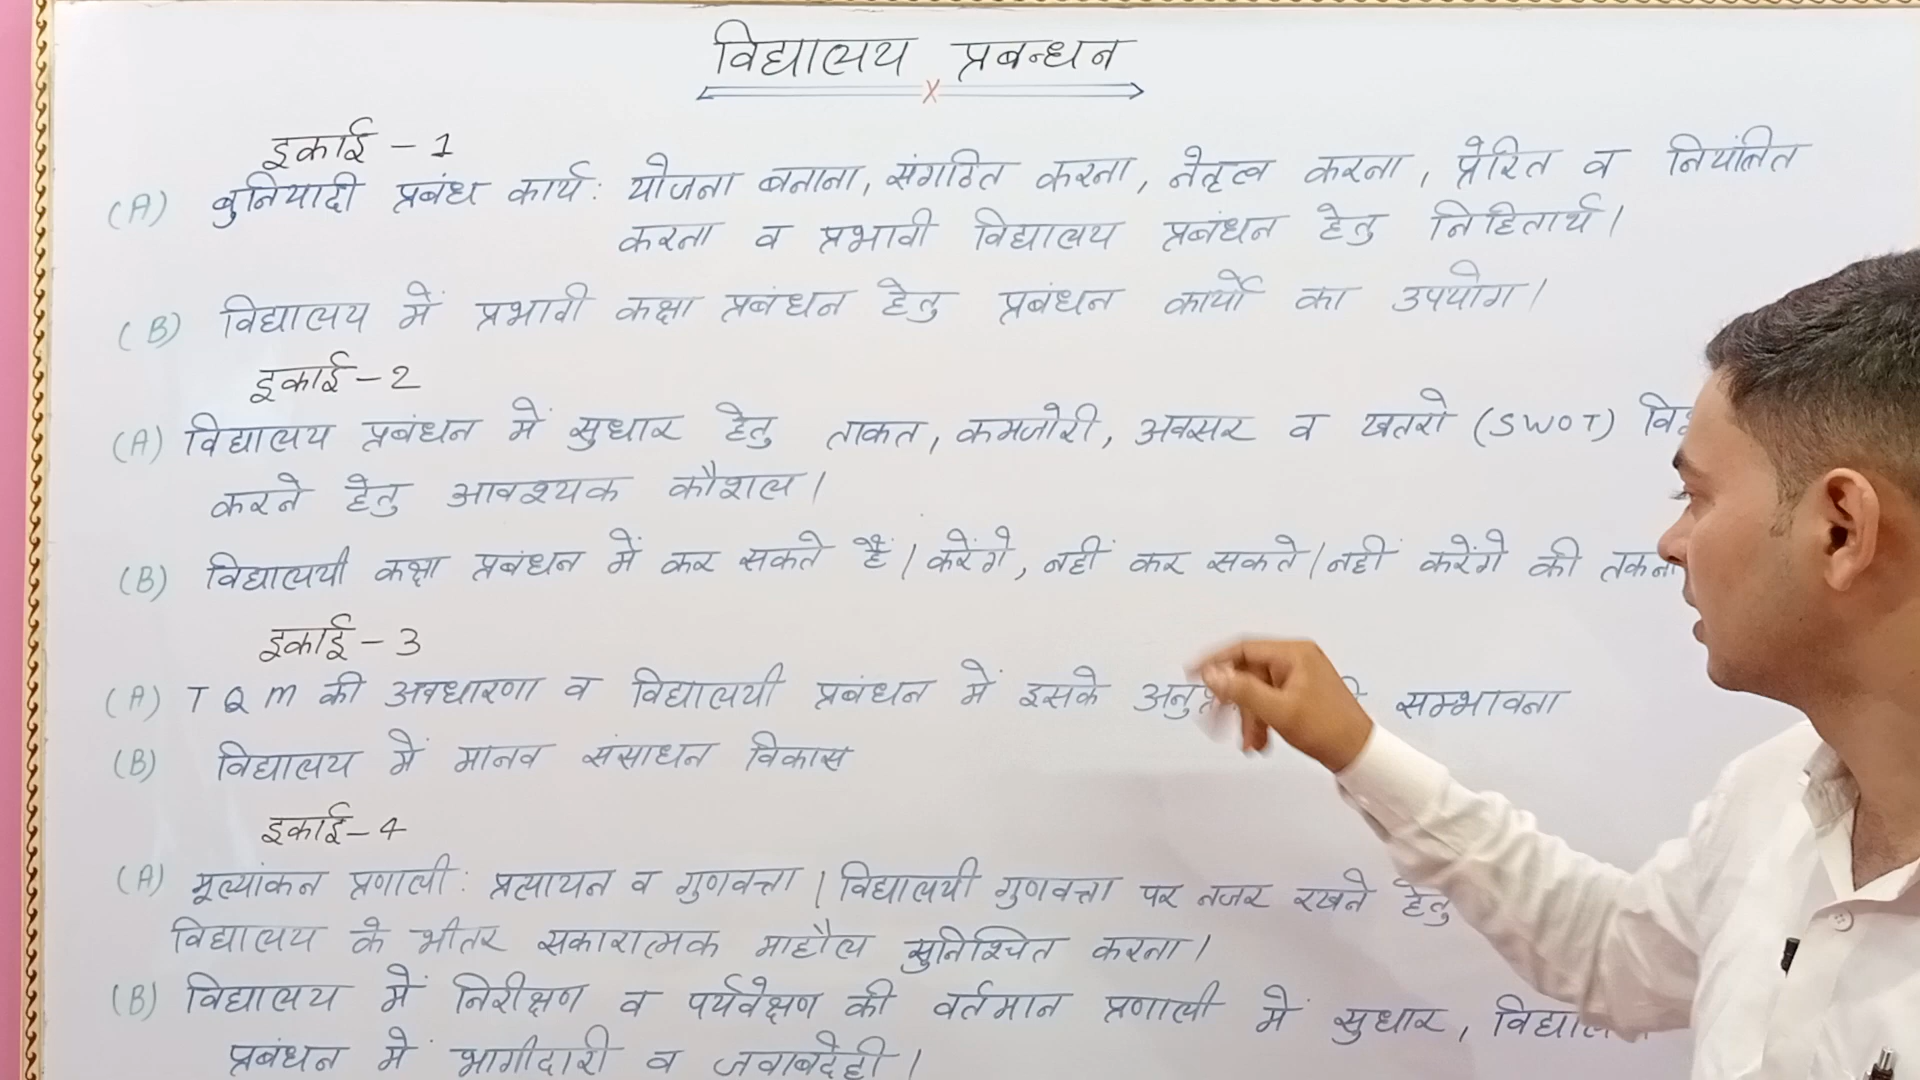 विद्यालय प्रबन्धन
x
इकाई - 1
(A) बुनियादी प्रबंध कार्य: योजना बनाना, संगठित करना, नेतृत्व करना, प्रेरित व नियंत्रित
करना व प्रभावी विद्यालय प्रबंधन हेतु निहितार्थ।
(B) विद्यालय में प्रभावी कक्षा प्रबंधन हेतु प्रबंधन कार्यों का उपयोग।
इकाई - 2
(A) विद्यालय प्रबंधन में सुधार हेतु ताकत, कमजोरी, अवसर व खतरो (SWOT)
करने हेतु आवश्यक कौशल।
(B) विद्यालयी कक्षा प्रबंधन में कर सकते हैं / करेंगे, नहीं कर सकते / नहीं करेंगे की
इकाई - 3
(A) TQM की अवधारणा व विद्यालयी प्रबंधन में इसके सम्भावना
(B) विद्यालय में मानव संसाधन विकास
इकाई - 4
(A) मूल्यांकन प्रणाली: प्रत्यायन व गुणवत्ता। विद्यालयी गुणवत्ता पर नजर रखने हेतु
विद्यालय के भीतर सकारात्मक माहौल सुनिश्चित करना।
(B) विद्यालय में निरीक्षण व पर्यवेक्षण की वर्तमान प्रणाली में सुधार,
प्रबंधन में भागीदारी व जवाबदेही।